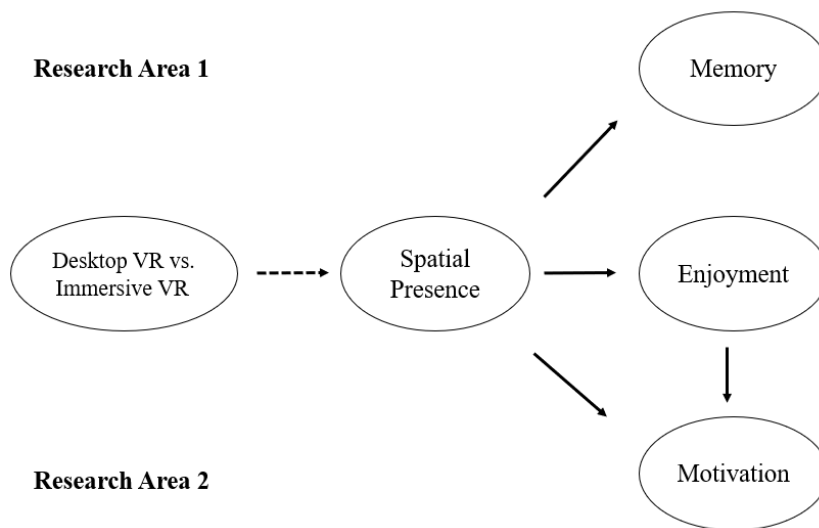 Research Area 1
Memory
Desktop VR vs.
Immersive VR
Spatial
Presence
Enjoyment
Motivation
Research Area 2